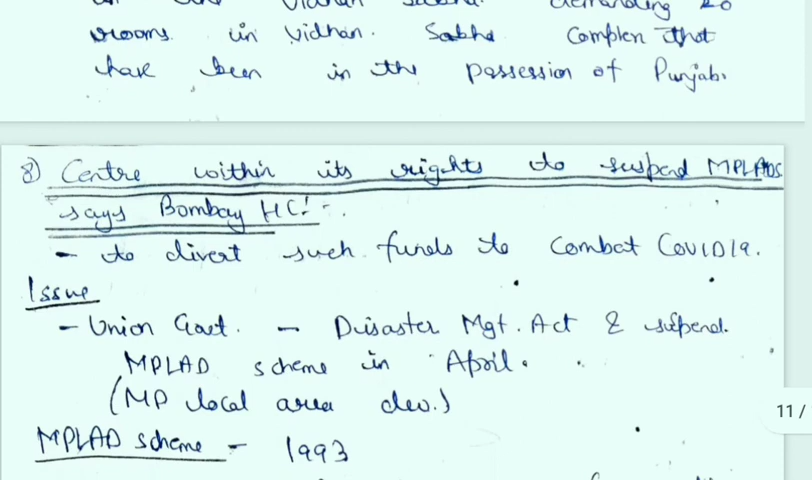 demanding 20
rooms in Vidhan Sabha Complex that
have been in the possession of Punjab.
8) Centre within its rights to suspend MPLADS
says Bombay HC! -
- to divert such funds to Combat COVID19.
Issue
- Union Govt. - Disaster Mgt. Act & suspend.
MPLAD scheme in April.
(MP local area dev.)
MPLAD scheme - 1993
11 /